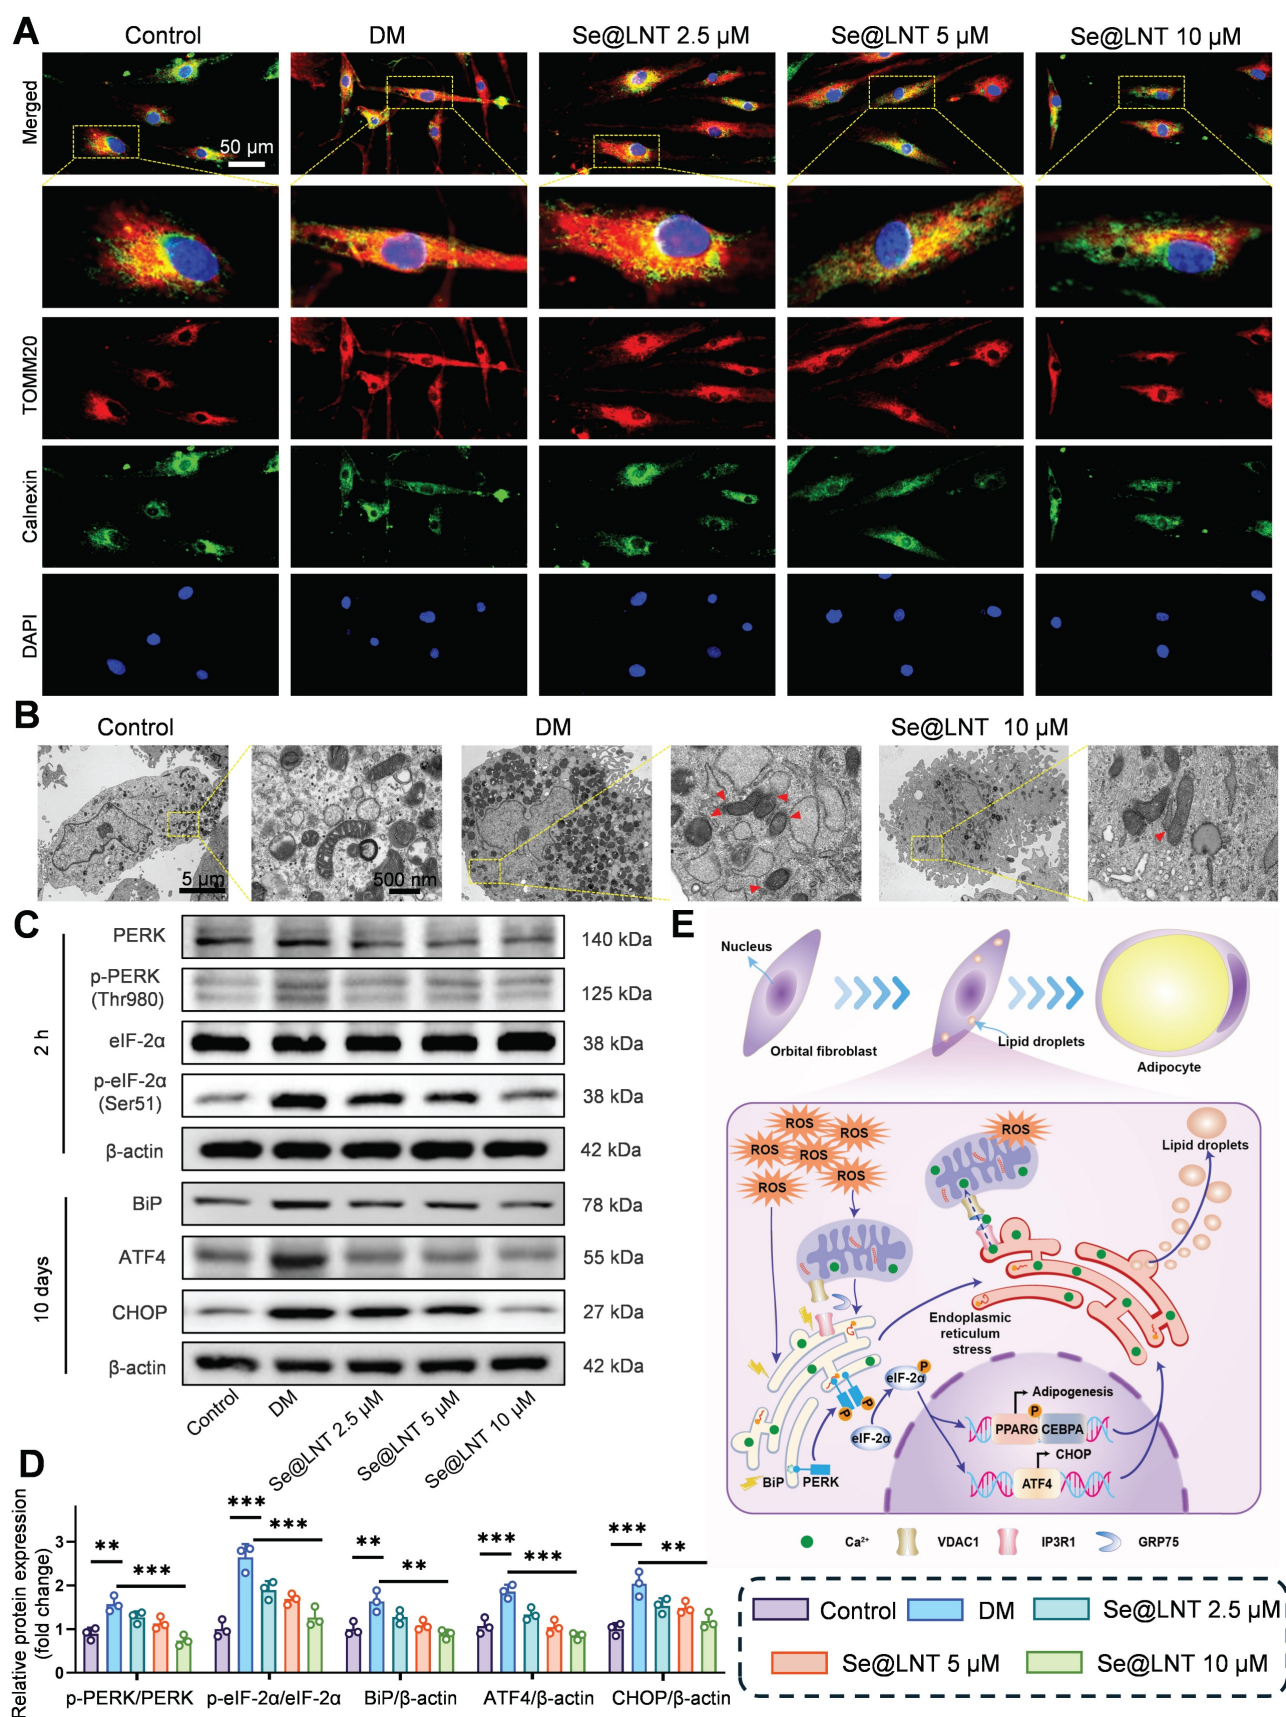 A
Control
DM
Se@LNT 2.5 μM
Se@LNT 5 μM
Se@LNT 10 μM
Merged
50 μm
TOMM20
Calnexin
DAPI
B
Control
DM
Se@LNT 10 μM
5 μm
500 nm
C
2 h
PERK
140 kDa
p-PERK
(Thr980)
125 kDa
eIF-2α
38 kDa
p-eIF-2α
(Ser51)
38 kDa
β-actin
42 kDa
10 days
BiP
78 kDa
ATF4
55 kDa
CHOP
27 kDa
β-actin
42 kDa
Control
DM
Se@LNT 2.5 μM
Se@LNT 5 μM
Se@LNT 10 μM
D
Relative protein expression
(fold change)
3
2
1
0
** ***
*** ***
** **
*** ***
*** **
p-PERK/PERK
p-eIF-2α/eIF-2α
BiP/β-actin
ATF4/β-actin
CHOP/β-actin
E
Nucleus
Orbital fibroblast
Lipid droplets
Adipocyte
ROS
ROS
ROS
ROS
ROS
ROS
ROS
Lipid droplets
Endoplasmic
reticulum
stress
P
eIF-2α
P
P
eIF-2α
BiP
PERK
Adipogenesis
P
PPARG
CEBPA
CHOP
ATF4
Ca²⁺
VDAC1
IP3R1
GRP75
Control
DM
Se@LNT 2.5 μM
Se@LNT 5 μM
Se@LNT 10 μM